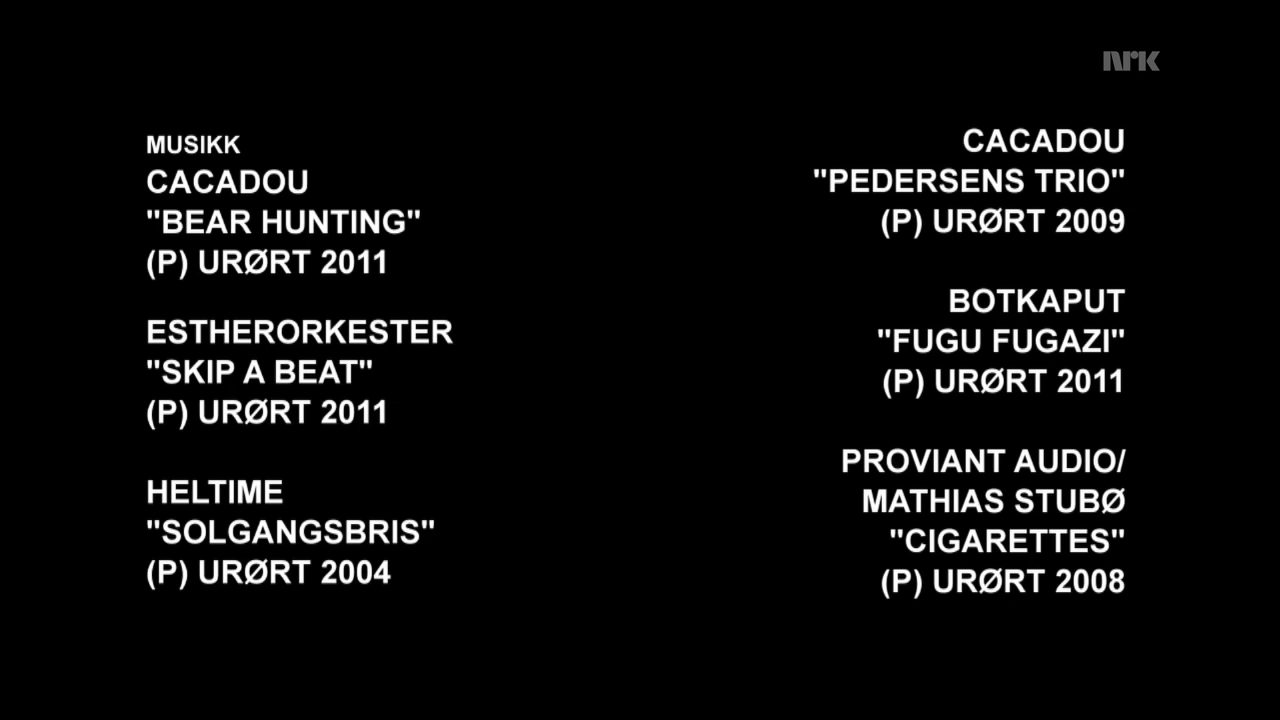 nrk
MUSIKK
CACADOU
"BEAR HUNTING"
(P) URØRT 2011
ESTHERORKESTER
"SKIP A BEAT"
(P) URØRT 2011
HELTIME
"SOLGANGSBRIS"
(P) URØRT 2004
CACADOU
"PEDERSENS TRIO"
(P) URØRT 2009
BOTKAPUT
"FUGU FUGAZI"
(P) URØRT 2011
PROVIANT AUDIO/
MATHIAS STUBØ
"CIGARETTES"
(P) URØRT 2008